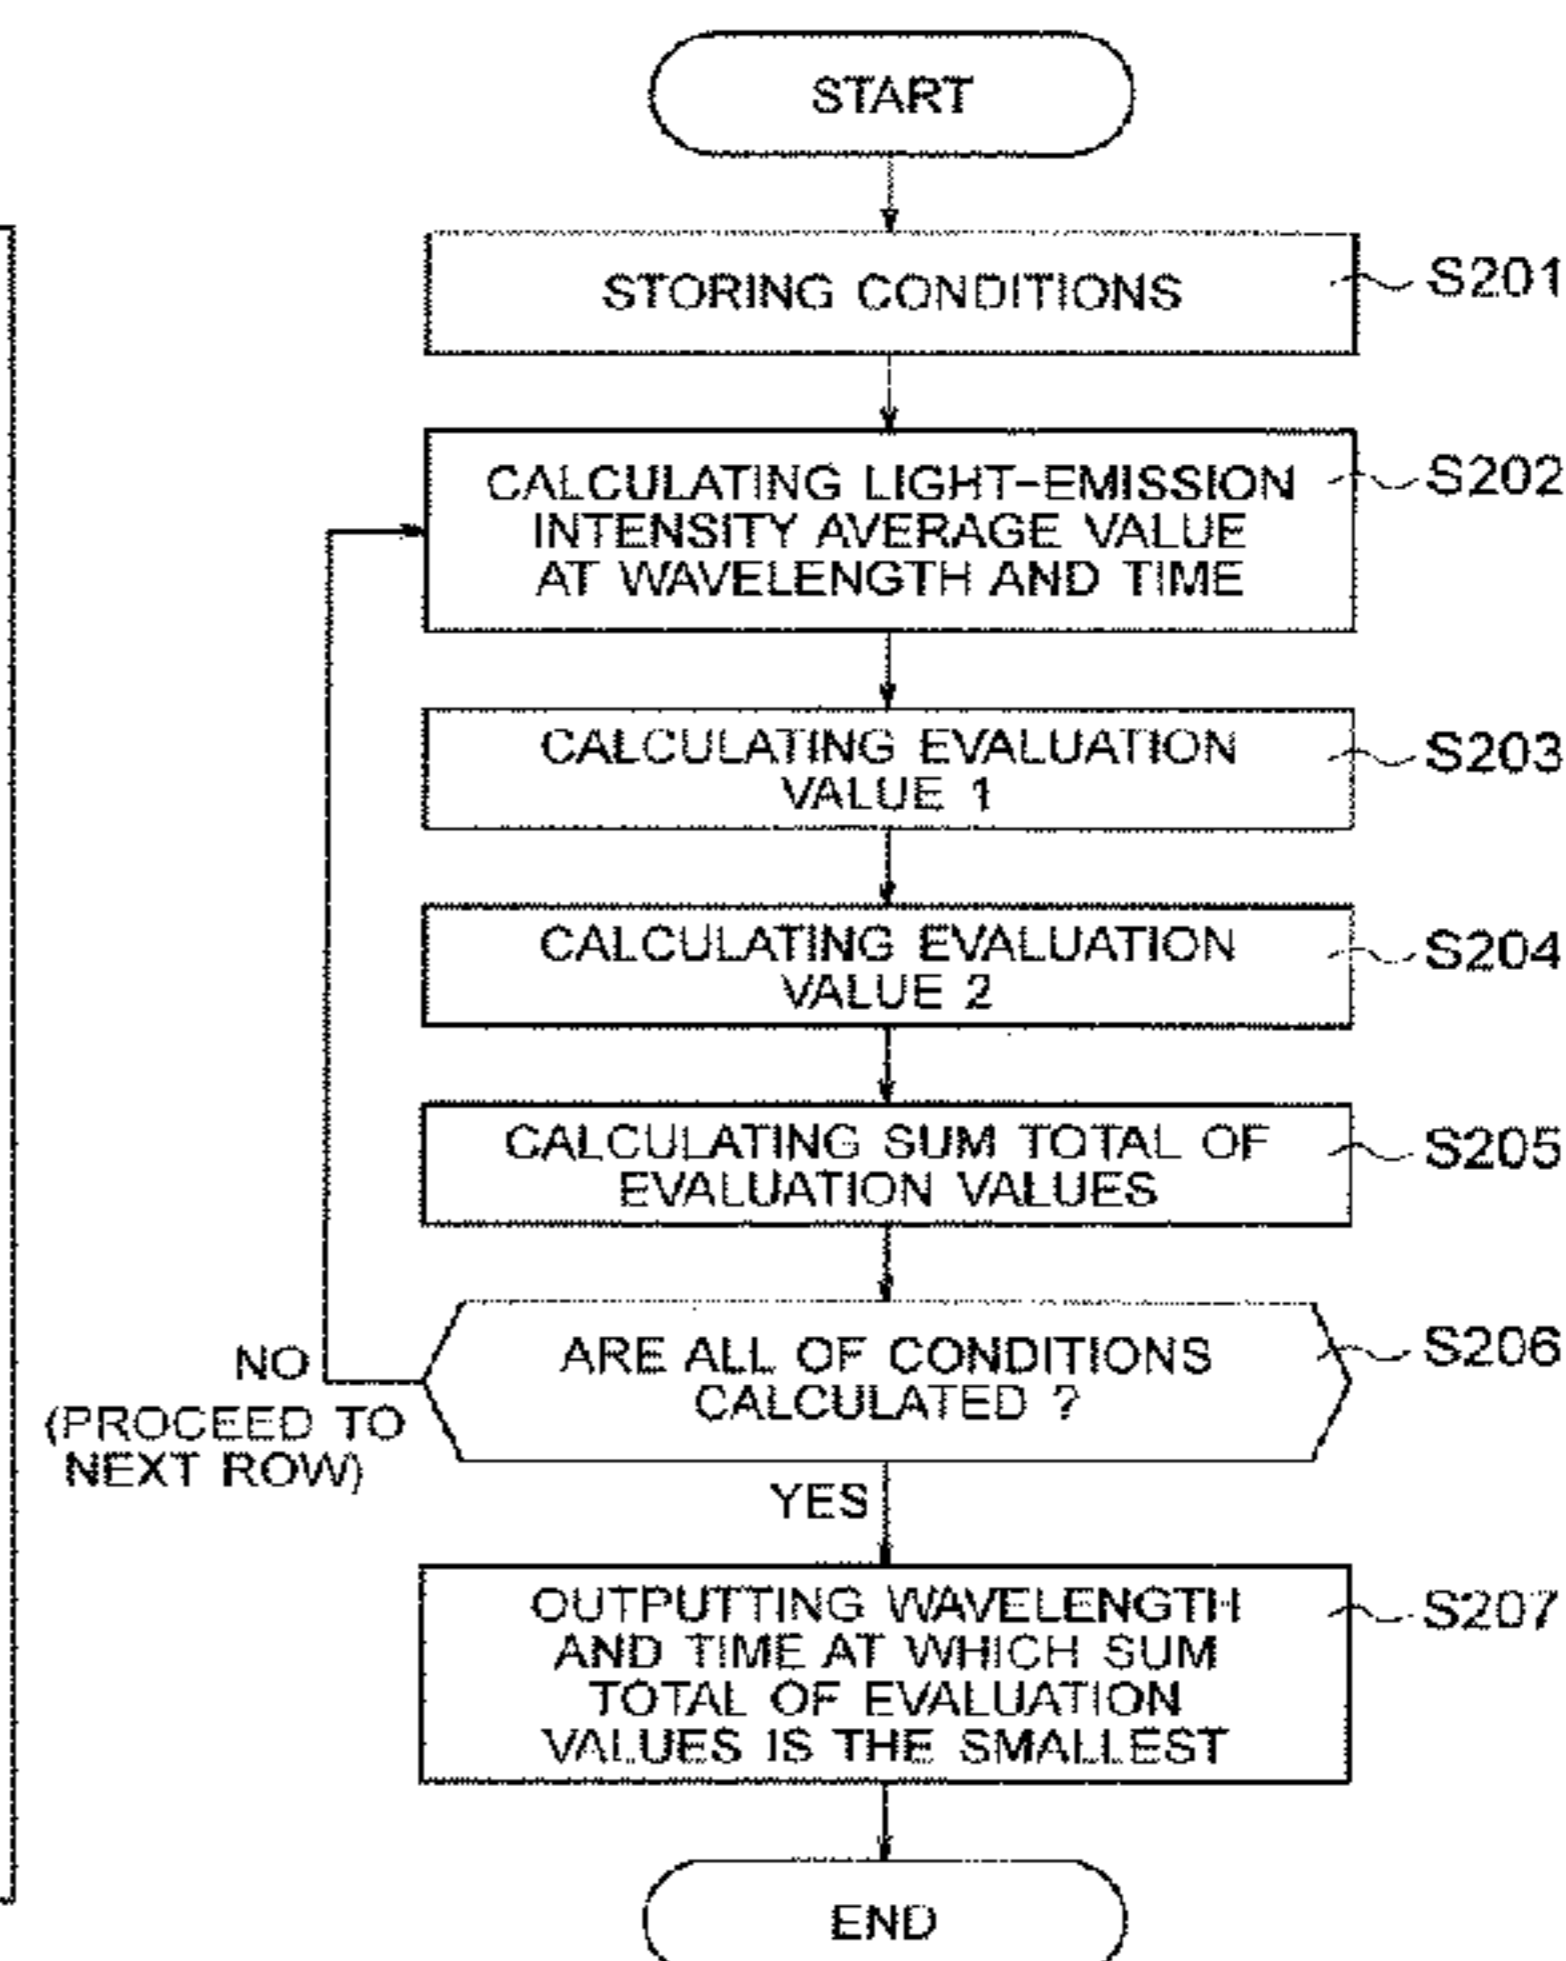 START
STORING CONDITIONS
S201
CALCULATING LIGHT-EMISSION
INTENSITY AVERAGE VALUE
AT WAVELENGTH AND TIME
S202
CALCULATING EVALUATION
VALUE 1
S203
CALCULATING EVALUATION
VALUE 2
S204
CALCULATING SUM TOTAL OF
EVALUATION VALUES
S205
ARE ALL OF CONDITIONS
CALCULATED ?
S206
NO
(PROCEED TO
NEXT ROW)
YES
OUTPUTTING WAVELENGTH
AND TIME AT WHICH SUM
TOTAL OF EVALUATION
VALUES IS THE SMALLEST
S207
END